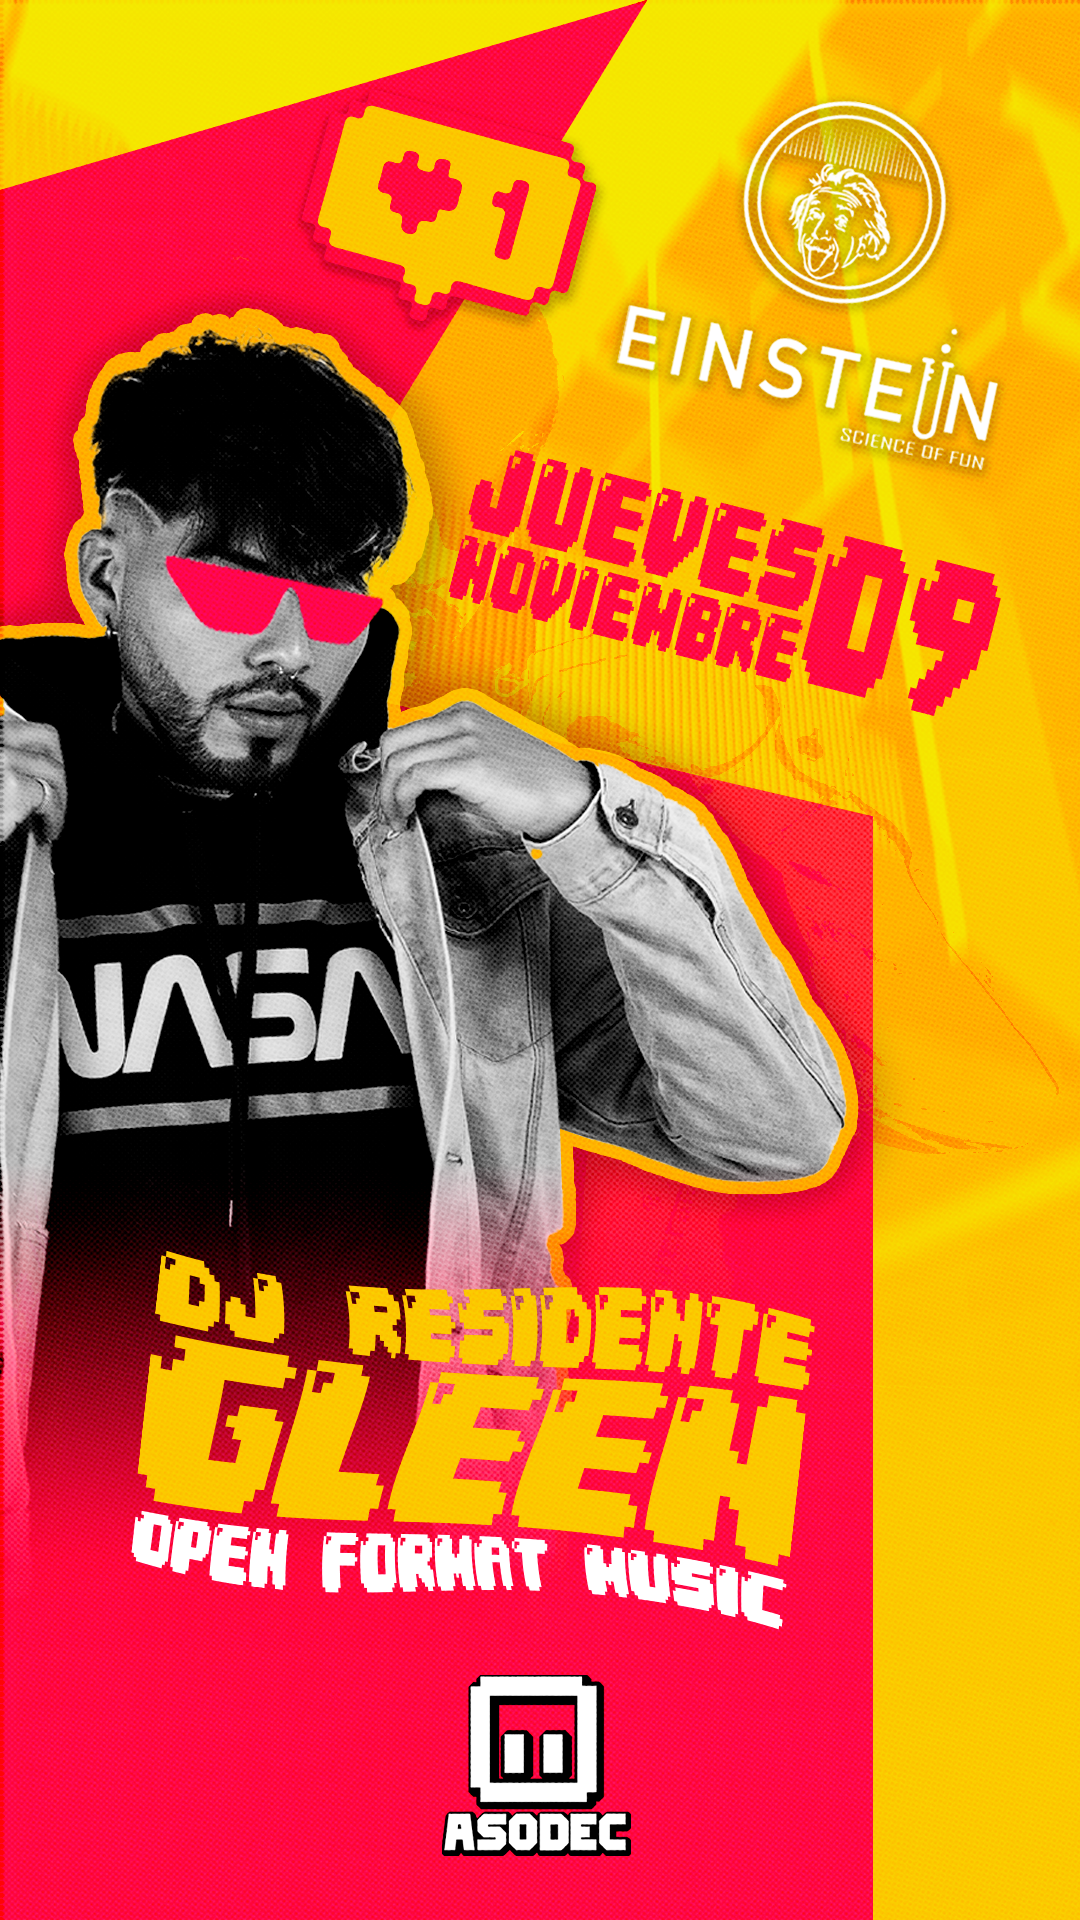 1
EINSTEIN
SCIENCE OF FUN
JUEVES 09
NOVIEMBRE
NASA
DJ RESIDENTE
GLEEN
OPEN FORMAT MUSIC
ASODEC